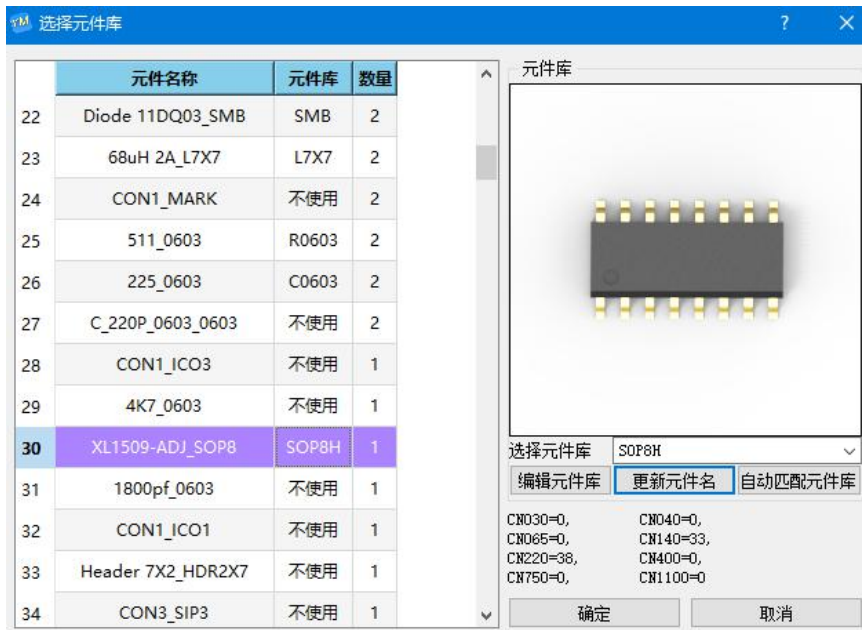 YM 选择元件库 ? ×
元件名称 元件库 数量
22 Diode 11DQ03_SMB SMB 2
23 68uH 2A_L7X7 L7X7 2
24 CON1_MARK 不使用 2
25 511_0603 R0603 2
26 225_0603 C0603 2
27 C_220P_0603_0603 不使用 2
28 CON1_ICO3 不使用 1
29 4K7_0603 不使用 1
30 XL1509-ADJ_SOP8 SOP8H 1
31 1800pf_0603 不使用 1
32 CON1_ICO1 不使用 1
33 Header 7X2_HDR2X7 不使用 1
34 CON3_SIP3 不使用 1
元件库
选择元件库 SOP8H
编辑元件库 更新元件名 自动匹配元件库
CN030=0, CN040=0,
CN065=0, CN140=33,
CN220=38, CN400=0,
CN750=0, CN1100=0
确定 取消